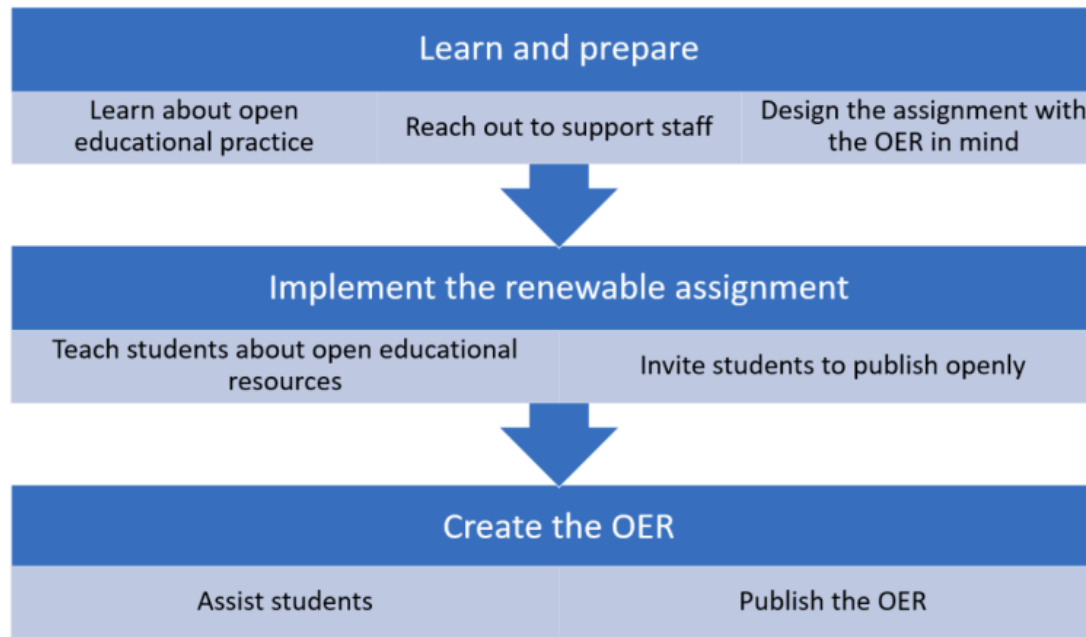 Learn and prepare
Learn about open
educational practice
Reach out to support staff
Design the assignment with
the OER in mind
Implement the renewable assignment
Teach students about open educational
resources
Invite students to publish openly
Create the OER
Assist students
Publish the OER